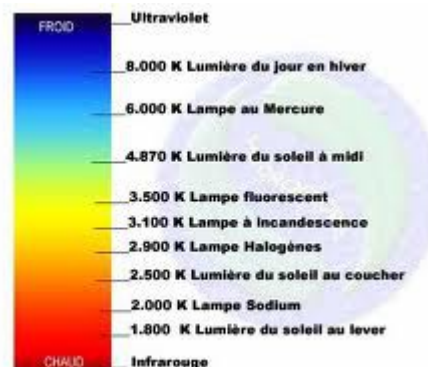 FROID
Ultraviolet
8.000 K Lumière du jour en hiver
6.000 K Lampe au Mercure
4.870 K Lumière du soleil à midi
3.500 K Lampe fluorescent
3.100 K Lampe à incandescence
2.900 K Lampe Halogènes
2.500 K Lumière du soleil au coucher
2.000 K Lampe Sodium
1.800 K Lumière du soleil au lever
CHAUD
Infrarouge